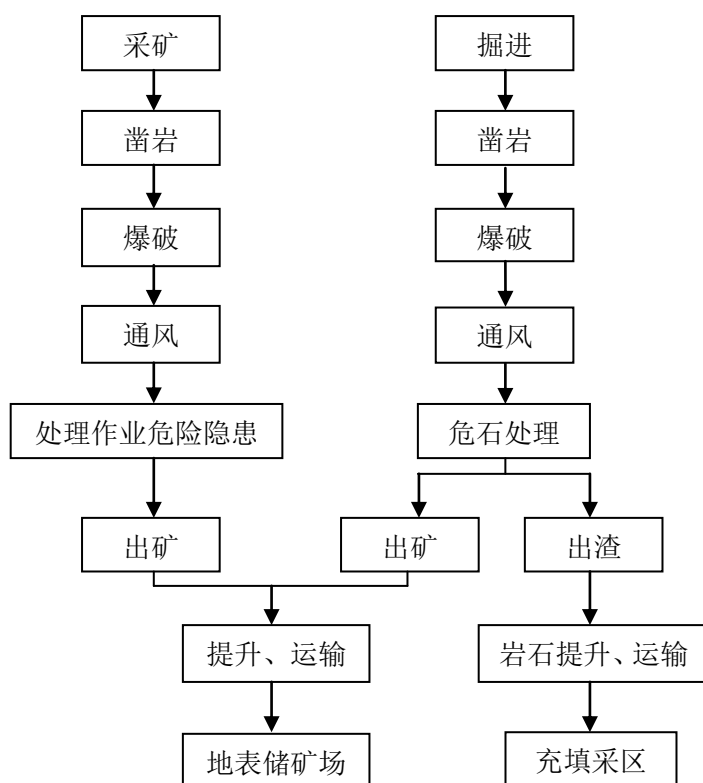 采矿
掘进
凿岩
凿岩
爆破
爆破
通风
通风
处理作业危险隐患
危石处理
出矿
出矿
出渣
提升、运输
岩石提升、运输
地表储矿场
充填采区